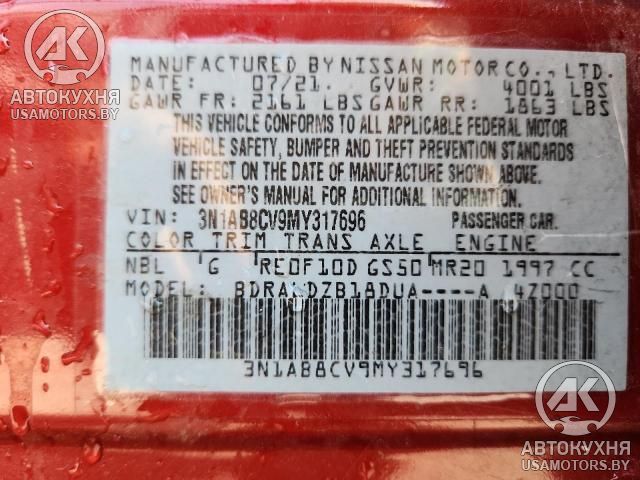 AK
АВТОКУХНЯ
USAMOTORS.BY
MANUFACTURED BY NISSAN MOTOR CO., LTD.
DATE: 07/21. GVWR: 4001 LBS
GAWR FR: 2161 LBS GAWR RR: 1863 LBS
THIS VEHICLE CONFORMS TO ALL APPLICABLE FEDERAL MOTOR
VEHICLE SAFETY, BUMPER AND THEFT PREVENTION STANDARDS
IN EFFECT ON THE DATE OF MANUFACTURE SHOWN ABOVE.
SEE OWNER'S MANUAL FOR ADDITIONAL INFORMATION.
VIN: 3N1AB8CV9MY317696 PASSENGER CAR.
COLOR TRIM TRANS AXLE ENGINE
NBL G RE0F10D GS50 MR20 1997 CC
MODEL: 4Z000
3N1AB8CV9MY317696
AK
АВТОКУХНЯ
USAMOTORS.BY